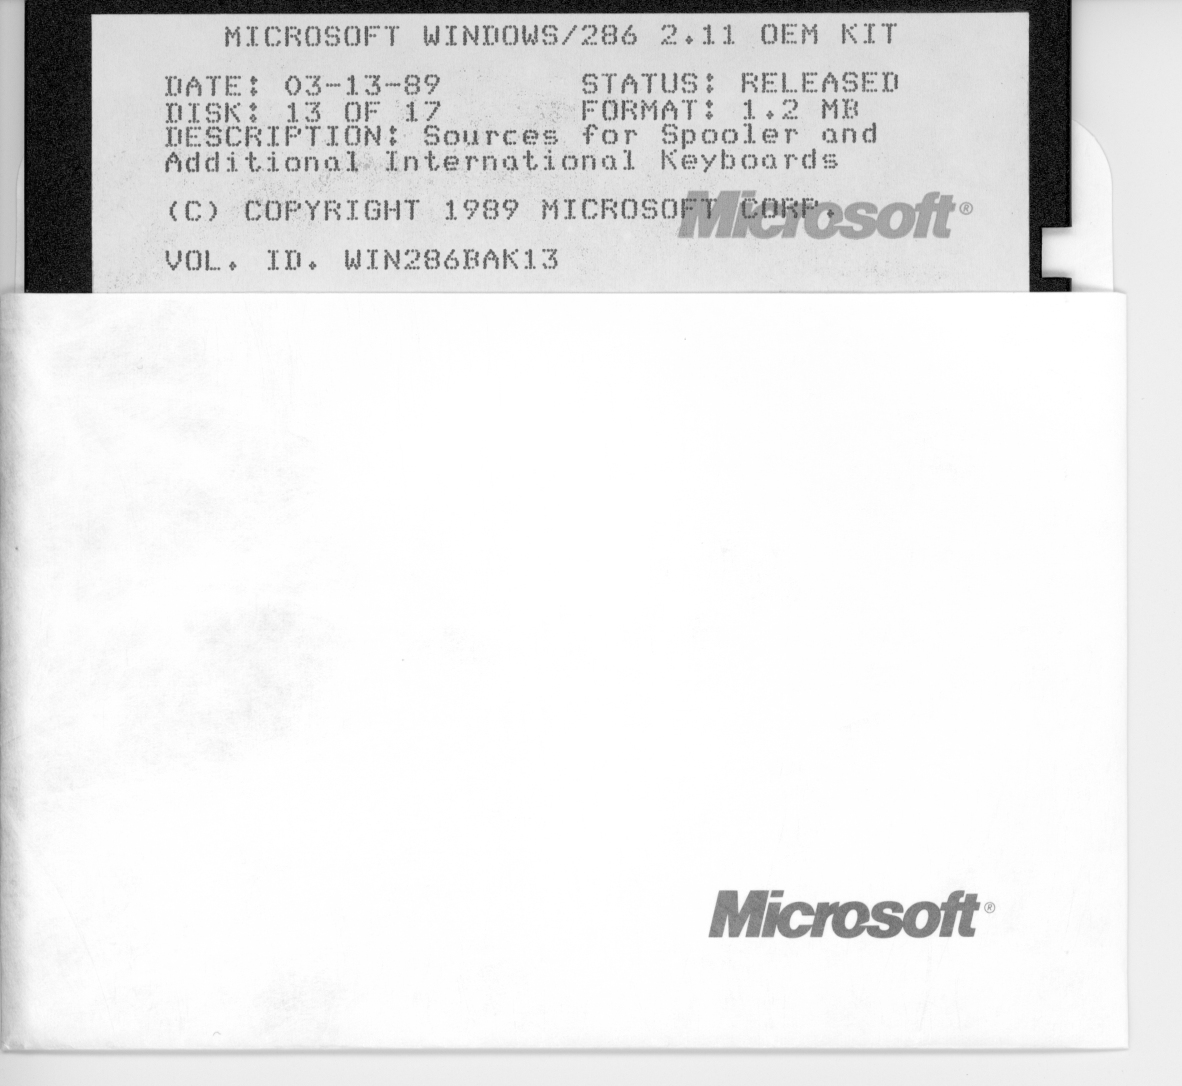 MICROSOFT WINDOWS/286 2.11 OEM KIT
DATE: 03-13-89 STATUS: RELEASED
DISK: 13 OF 17 FORMAT: 1.2 MB
DESCRIPTION: Sources for Spooler and
Additional International Keyboards
(C) COPYRIGHT 1989 MICROSOFT CORP.
Microsoft®
VOL. ID. WIN286BAK13
Microsoft®